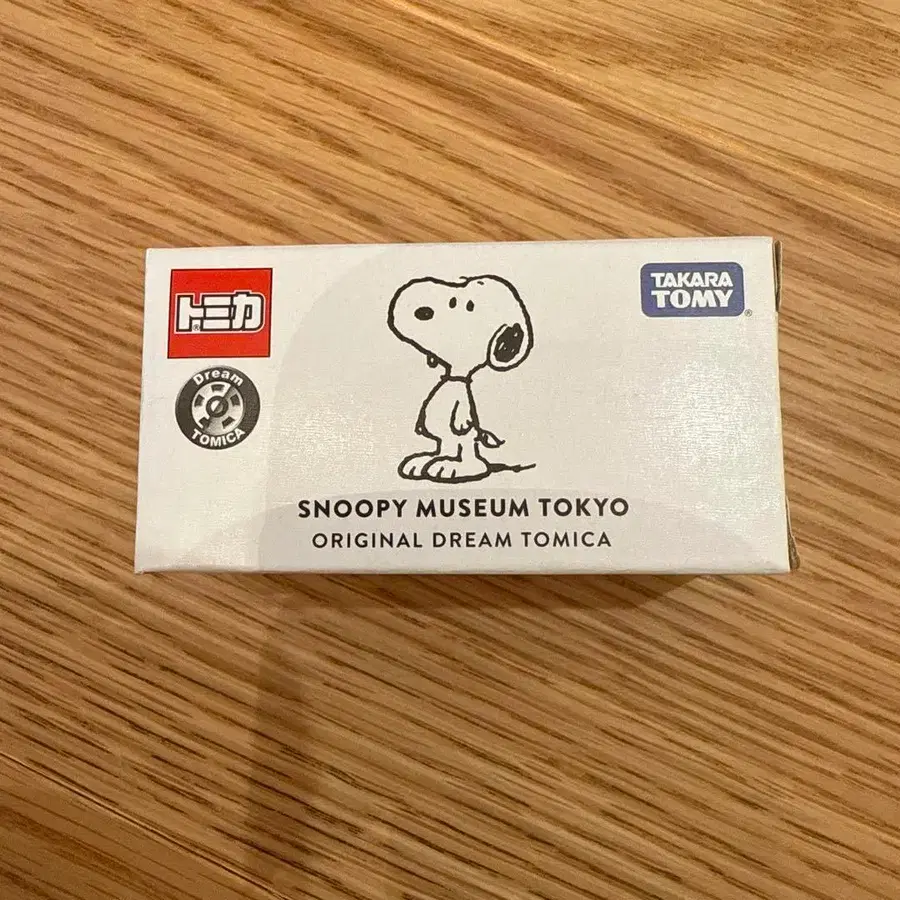 トミカ
®
Dream
TOMICA
TAKARA
TOMY
®
SNOOPY MUSEUM TOKYO
ORIGINAL DREAM TOMICA